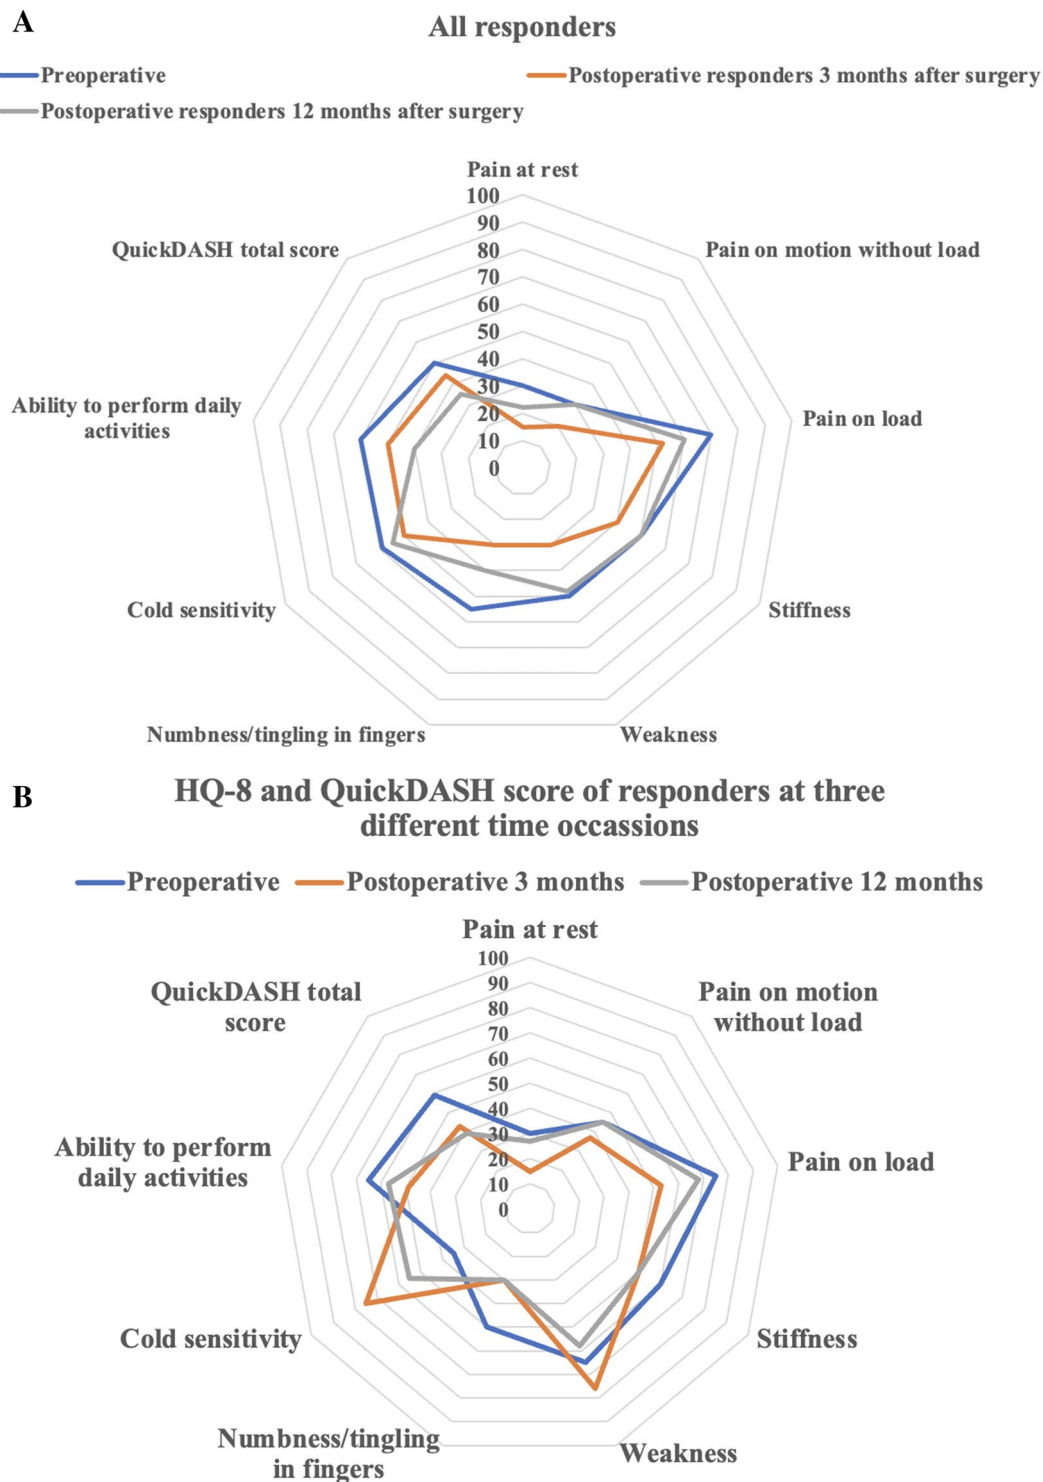 A
All responders
Preoperative
Postoperative responders 3 months after surgery
Postoperative responders 12 months after surgery
Pain at rest
100
90
80
70
60
50
40
30
20
10
0
QuickDASH total score
Pain on motion without load
Ability to perform daily
activities
Pain on load
Cold sensitivity
Stiffness
Numbness/tingling in fingers
Weakness
B
HQ-8 and QuickDASH score of responders at three
different time occassions
Preoperative
Postoperative 3 months
Postoperative 12 months
Pain at rest
100
90
80
70
60
50
40
30
20
10
0
QuickDASH total
score
Pain on motion
without load
Ability to perform
daily activities
Pain on load
Cold sensitivity
Stiffness
Numbness/tingling
in fingers
Weakness